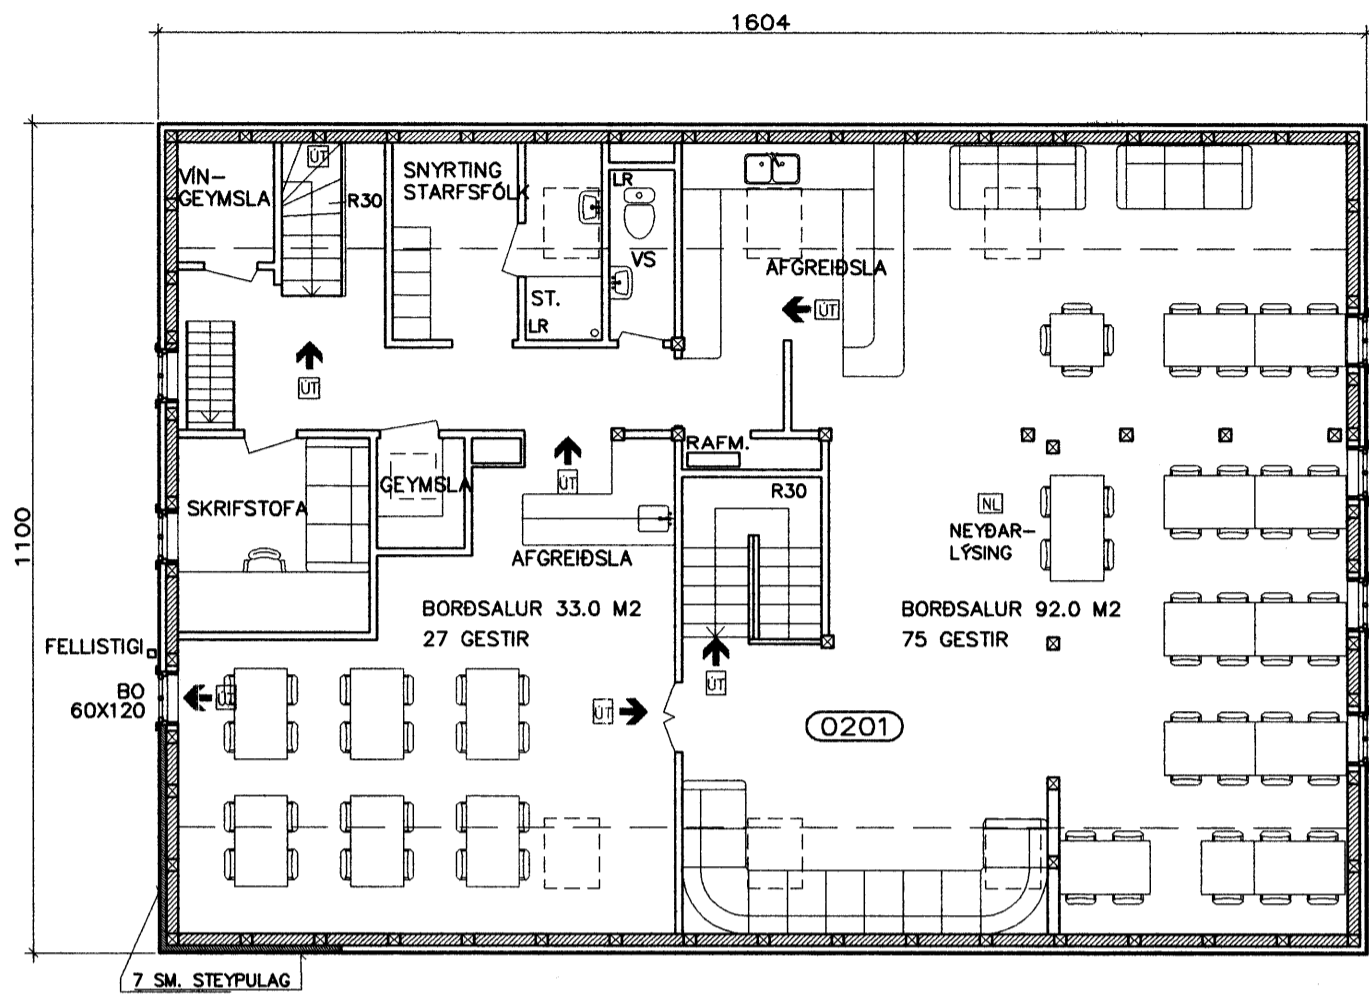 1604
1100
ÚT
VÍN-
GEYMSLA
R30
SNYRTING
STARFSFÓLK
LR
VS
ST.
LR
AFGREIÐSLA
ÚT
ÚT
RAFM.
ÚT
R30
SKRIFSTOFA
GEYMSLA
NL
NEYÐAR-
LÝSING
AFGREIÐSLA
BORÐSALUR 33.0 M2
27 GESTIR
BORÐSALUR 92.0 M2
75 GESTIR
FELLISTIGI
BO
60X120
ÚT
ÚT
ÚT
0201
7 SM. STEYPULAG